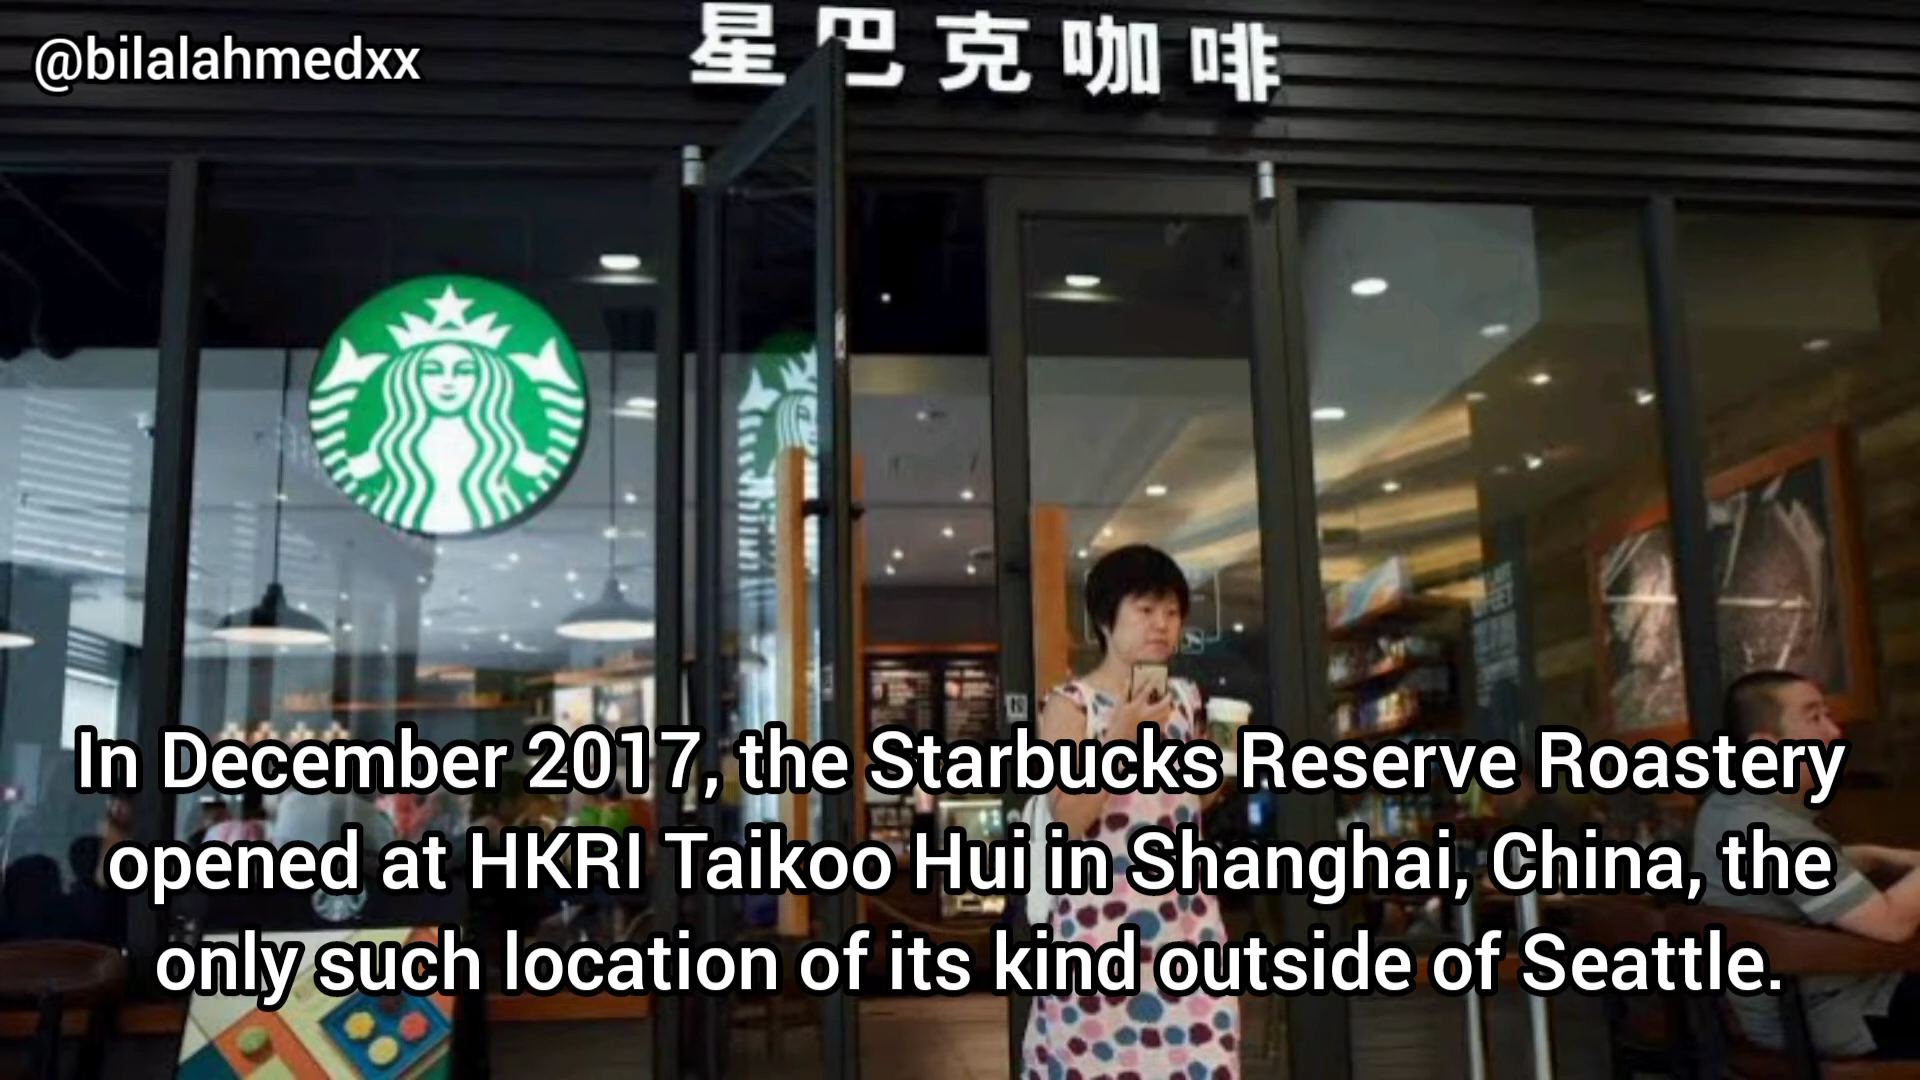 @bilalahmedxx
星巴克咖啡
In December 2017, the Starbucks Reserve Roastery
opened at HKRI Taikoo Hui in Shanghai, China, the
only such location of its kind outside of Seattle.